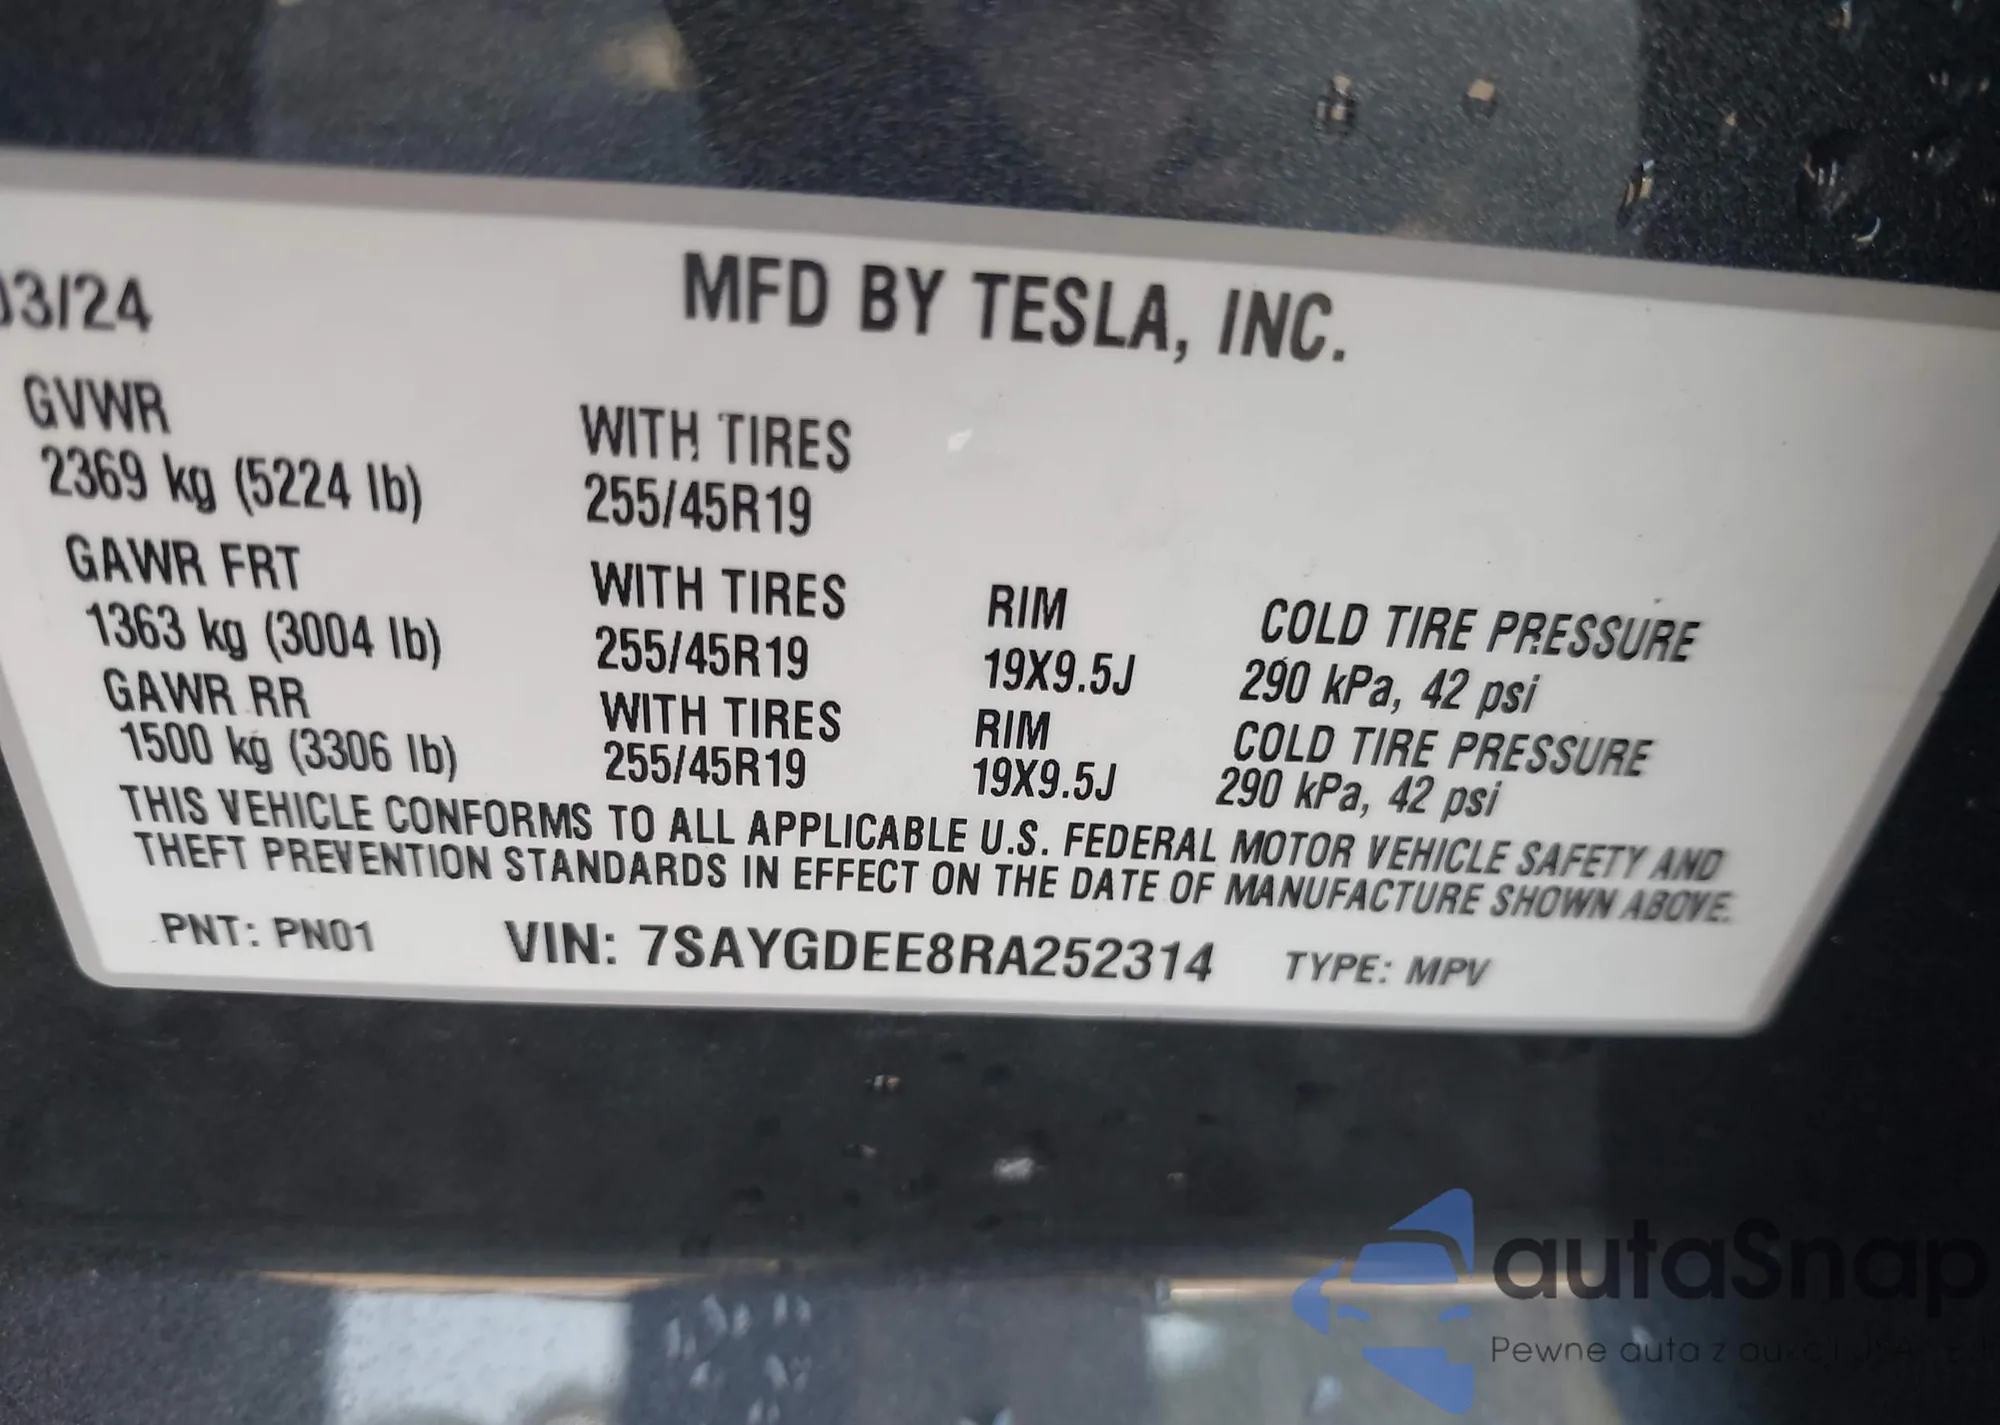 03/24
MFD BY TESLA, INC.
GVWR
2369 kg (5224 lb)
WITH TIRES
255/45R19
GAWR FRT
1363 kg (3004 lb)
WITH TIRES
255/45R19
RIM
19X9.5J
COLD TIRE PRESSURE
290 kPa, 42 psi
GAWR RR
1500 kg (3306 lb)
WITH TIRES
255/45R19
RIM
19X9.5J
COLD TIRE PRESSURE
290 kPa, 42 psi
THIS VEHICLE CONFORMS TO ALL APPLICABLE U.S. FEDERAL MOTOR VEHICLE SAFETY AND
THEFT PREVENTION STANDARDS IN EFFECT ON THE DATE OF MANUFACTURE SHOWN ABOVE.
PNT: PN01 VIN: 7SAYGDEE8RA252314 TYPE: MPV
autaSnap
Pewne auta z